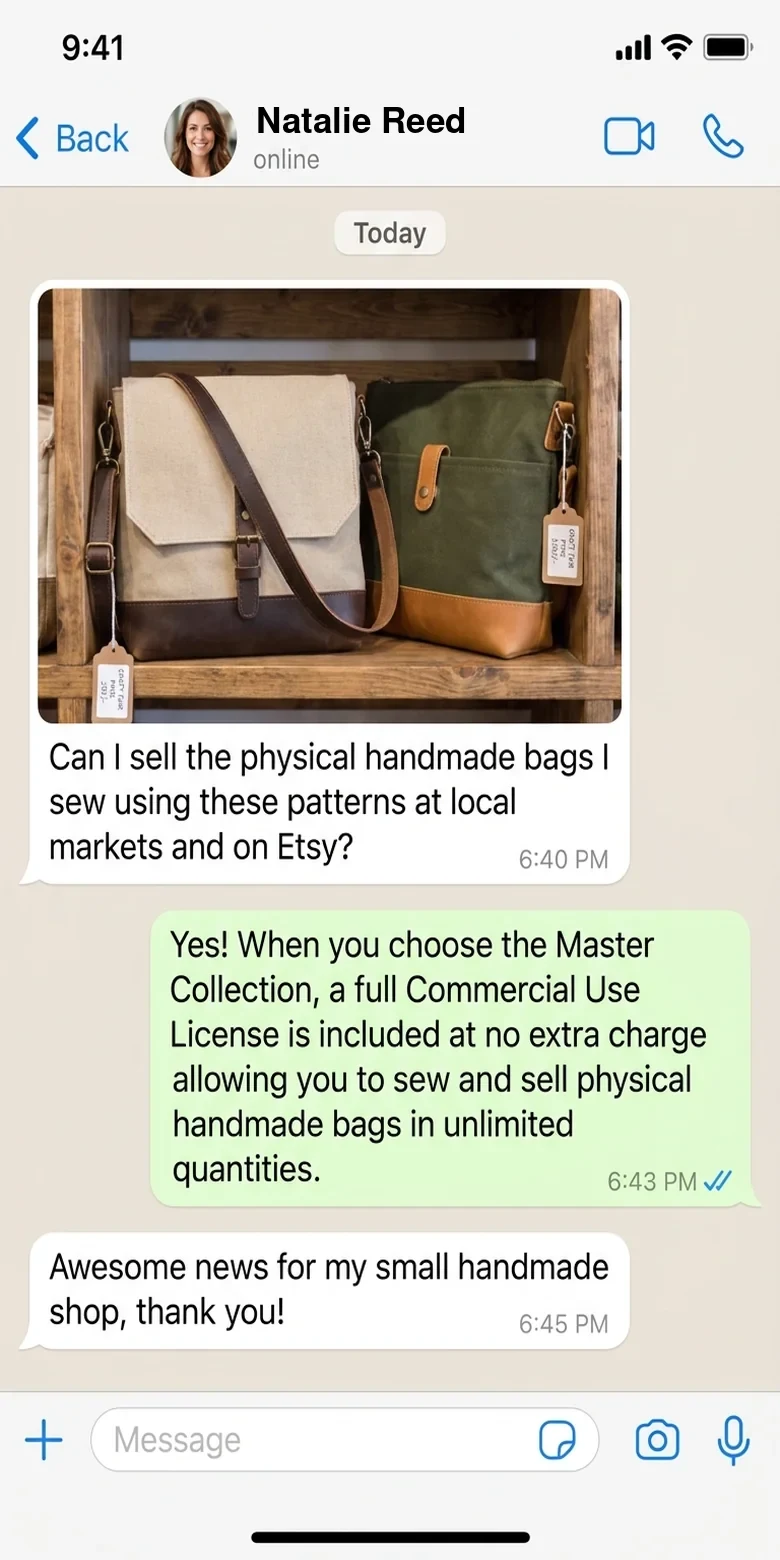 9:41
Back
Natalie Reed
online
Today
Can I sell the physical handmade bags I
sew using these patterns at local
markets and on Etsy?
6:40 PM
Yes! When you choose the Master
Collection, a full Commercial Use
License is included at no extra charge
allowing you to sew and sell physical
handmade bags in unlimited
quantities.
6:43 PM
Awesome news for my small handmade
shop, thank you!
6:45 PM
Message